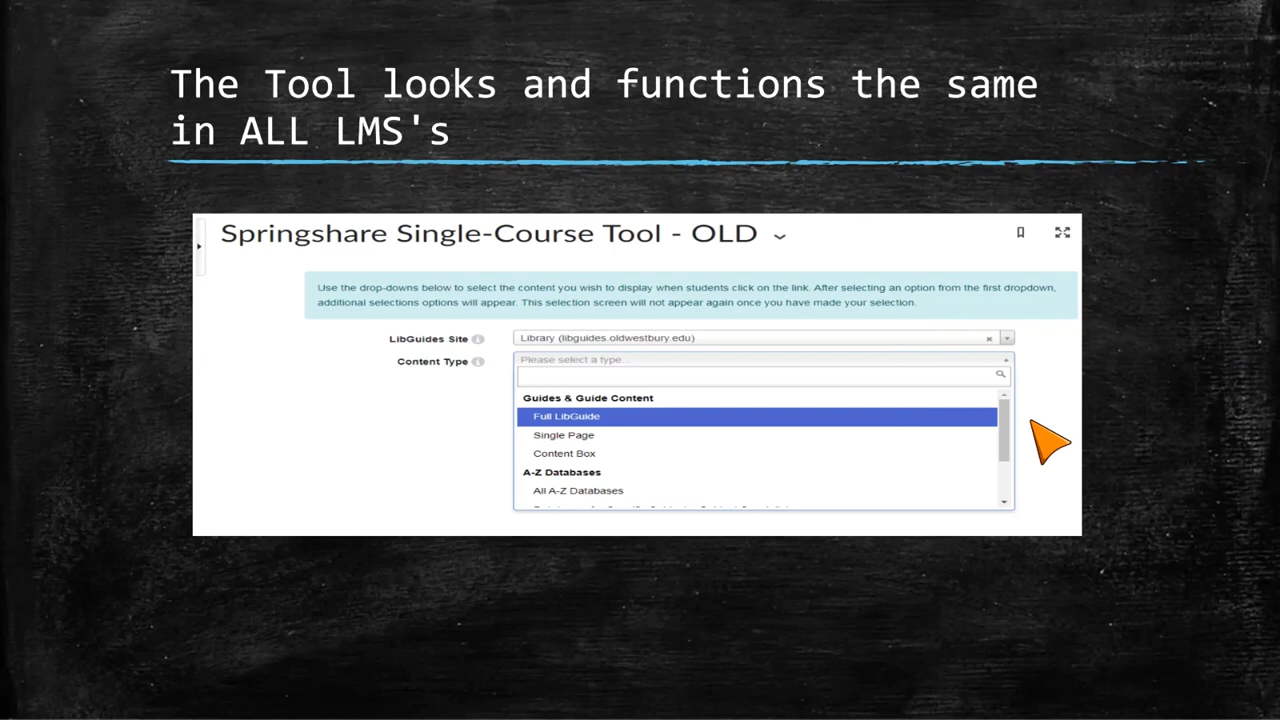 The Tool looks and functions the same
in ALL LMS's
Springshare Single-Course Tool - OLD
Use the drop-downs below to select the content you wish to display when students click on the link. After selecting an option from the first dropdown,
additional selections options will appear. This selection screen will not appear again once you have made your selection.
LibGuides Site
Library (libguides.oldwestbury.edu)
Content Type
Please select a type...
Guides & Guide Content
Full LibGuide
Single Page
Content Box
A-Z Databases
All A-Z Databases